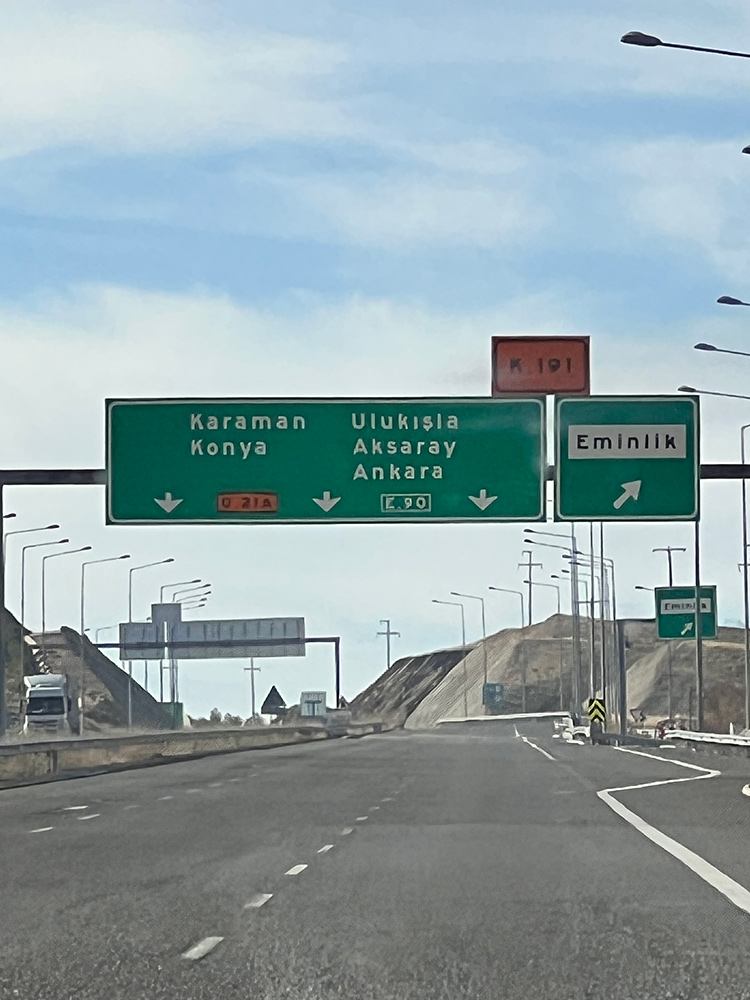 K 191
Karaman
Konya
Ulukışla
Aksaray
Ankara
O 21A
E.90
Eminlik
Eminlik